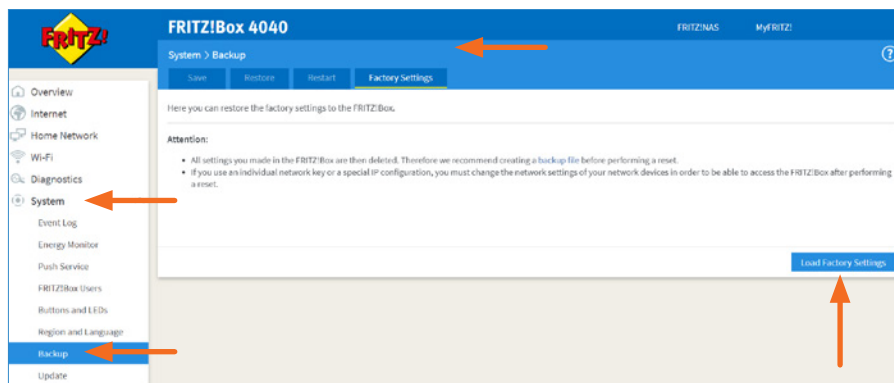 FRITZ!
FRITZ!Box 4040
FRITZ!NAS
MyFRITZ!
System > Backup
?
Save
Restore
Restart
Factory Settings
Overview
Internet
Home Network
Wi-Fi
Diagnostics
System
Event Log
Energy Monitor
Push Service
FRITZ!Box Users
Buttons and LEDs
Region and Language
Backup
Update
Here you can restore the factory settings to the FRITZ!Box.
Attention:
• All settings you made in the FRITZ!Box are then deleted. Therefore we recommend creating a backup file before performing a reset.
• If you use an individual network key or a special IP configuration, you must change the network settings of your network devices in order to be able to access the FRITZ!Box after performing
a reset.
Load Factory Settings